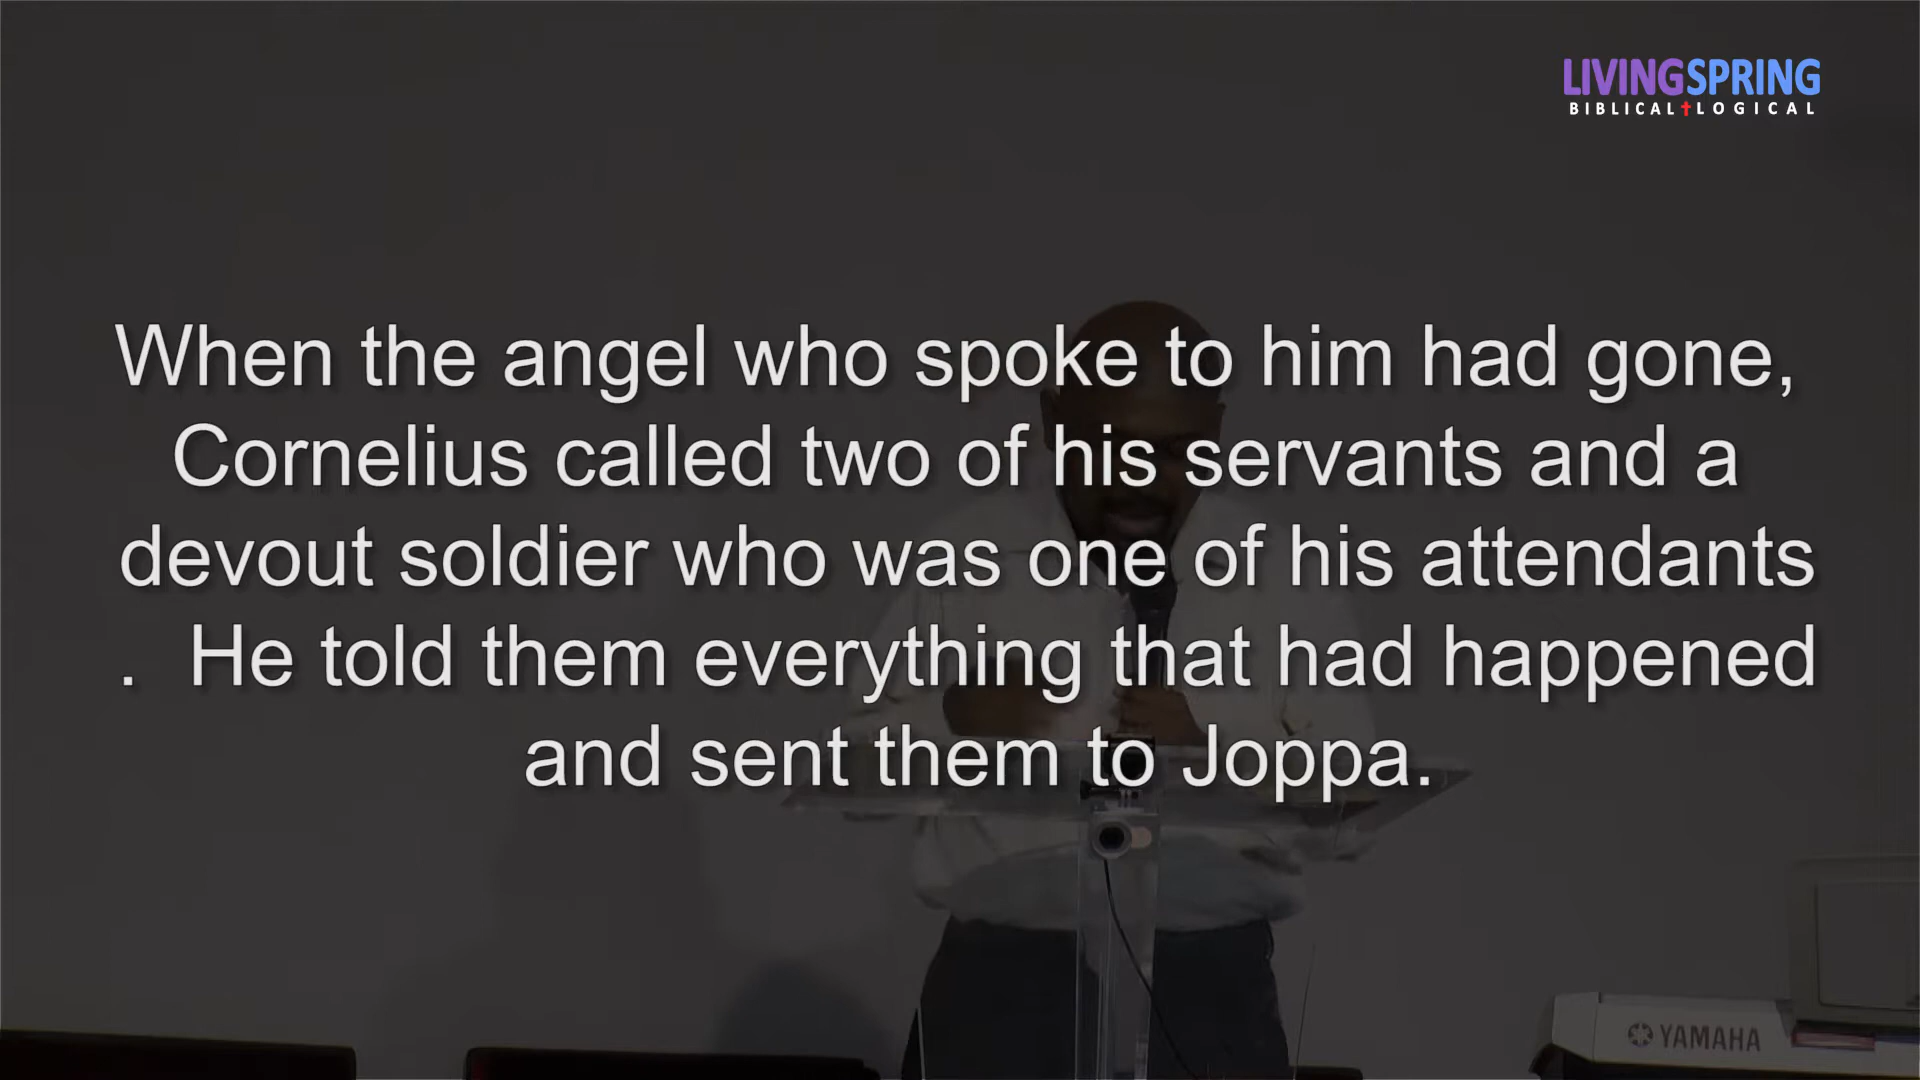 LIVINGSPRING
BIBLICAL✝LOGICAL
When the angel who spoke to him had gone,
Cornelius called two of his servants and a
devout soldier who was one of his attendants
. He told them everything that had happened
and sent them to Joppa.
YAMAHA